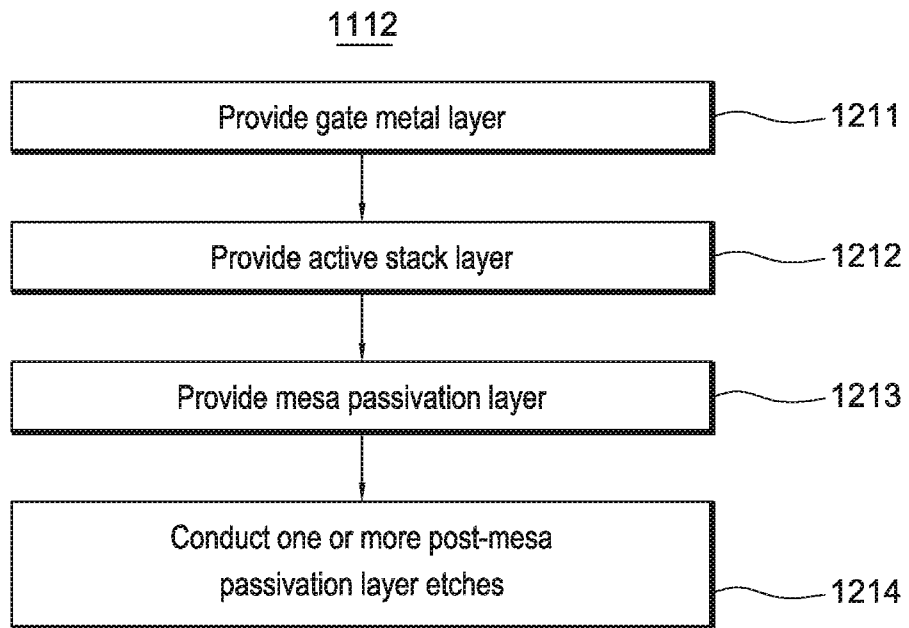 1112
Provide gate metal layer
1211
Provide active stack layer
1212
Provide mesa passivation layer
1213
Conduct one or more post-mesa
passivation layer etches
1214